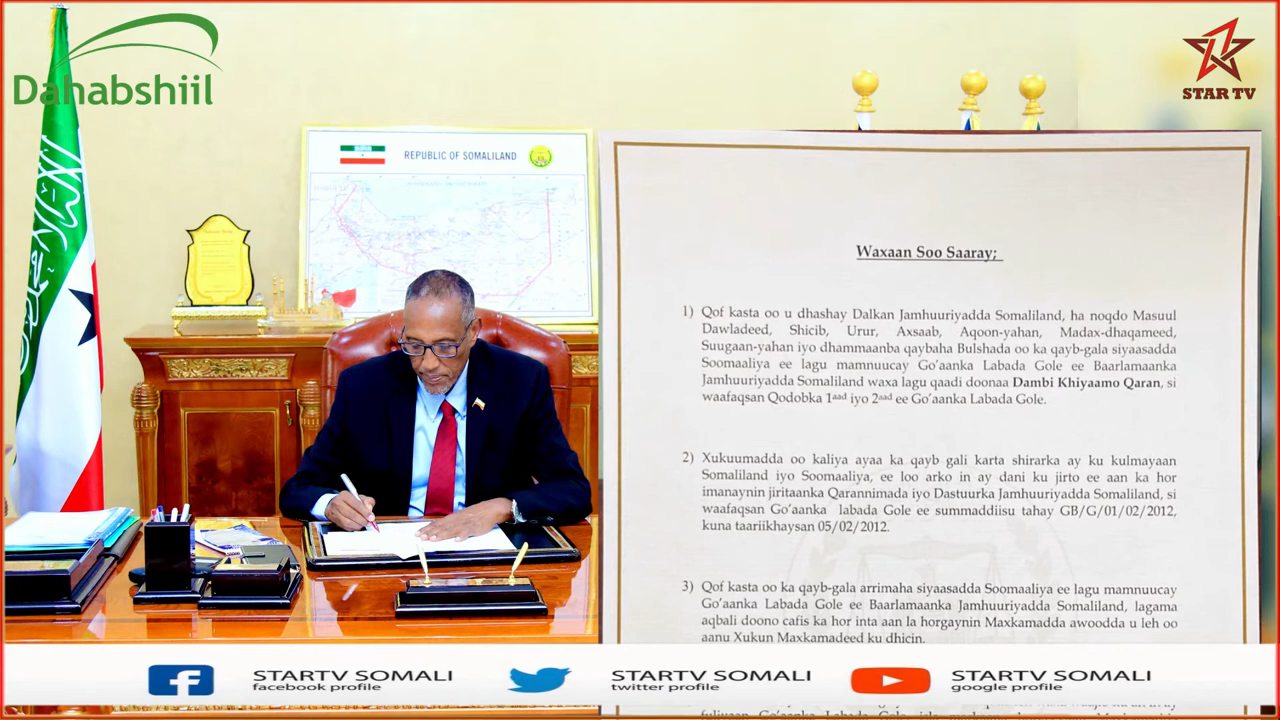 Dahabshiil
STAR TV
REPUBLIC OF SOMALILAND
Waxaan Soo Saaray;
1) Qof kasta oo u dhashay Dalkan Jamhuuriyadda Somaliland, ha noqdo Masuul
Dawladeed, Shicib, Urur, Axsaab, Aqoon-yahan, Madax-dhaqameed,
Suugaan-yahan iyo dhammaanba qaybaha Bulshada oo ka qayb-gala siyaasadda
Soomaaliya ee lagu mamnuucay Go'aanka Labada Gole ee Baarlamaanka
Jamhuuriyadda Somaliland waxa lagu qaadi doonaa Dambi Khiyaamo Qaran, si
waafaqsan Qodobka 1aad iyo 2aad ee Go'aanka Labada Gole.
2) Xukuumadda oo kaliya ayaa ka qayb gali karta shirarka ay ku kulmayaan
Somaliland iyo Soomaaliya, ee loo arko in ay dani ku jirto ee aan ka hor
imanaynin jiritaanka Qarannimada iyo Dastuurka Jamhuuriyadda Somaliland, si
waafaqsan Go'aanka labada Gole ee summaddiisu tahay GB/G/01/02/2012,
kuna taariikhaysan 05/02/2012.
3) Qof kasta oo ka qayb-gala arrimaha siyaasadda Soomaaliya ee lagu mamnuucay
Go'aanka Labada Gole ee Baarlamaanka Jamhuuriyadda Somaliland, lagama
aqbali doono cafis ka hor inta aan la horgaynin Maxkamadda awoodda u leh oo
aanu Xukun Maxkamadeed ku dhicin.
STARTV SOMALI
facebook profile
STARTV SOMALI
twitter profile
STARTV SOMALI
google profile